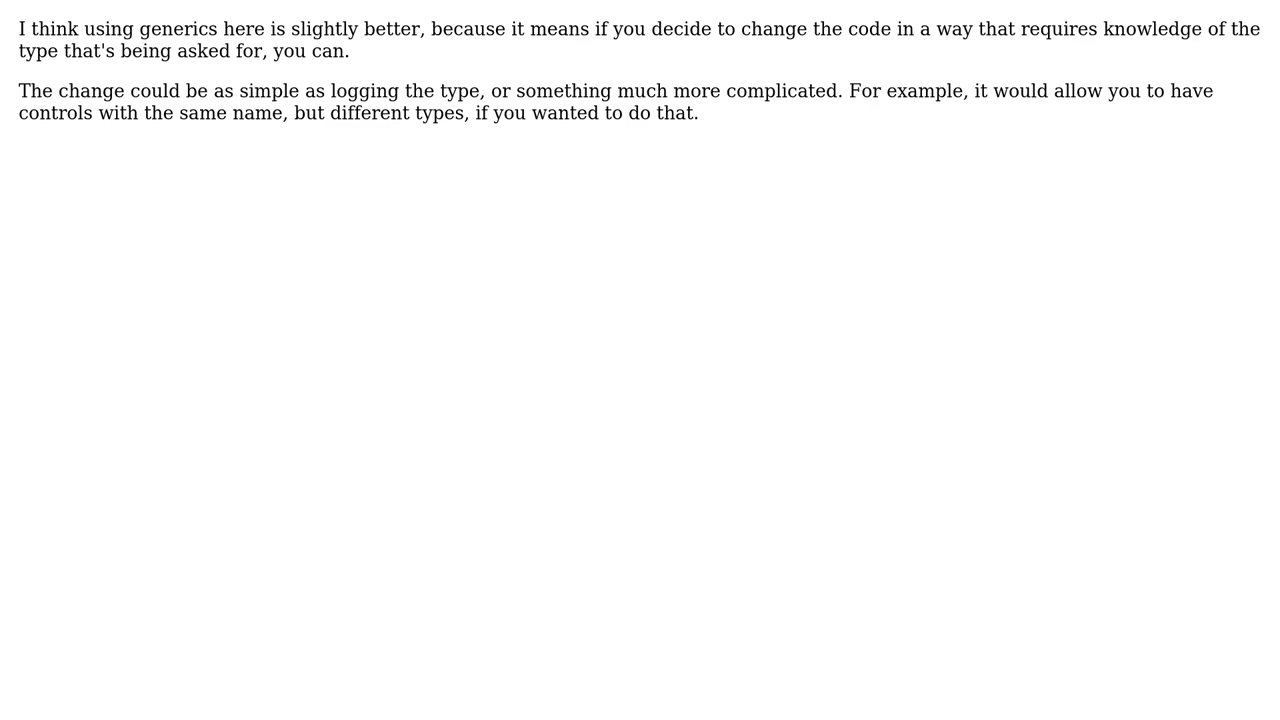 I think using generics here is slightly better, because it means if you decide to change the code in a way that requires knowledge of the
type that's being asked for, you can.
The change could be as simple as logging the type, or something much more complicated. For example, it would allow you to have
controls with the same name, but different types, if you wanted to do that.